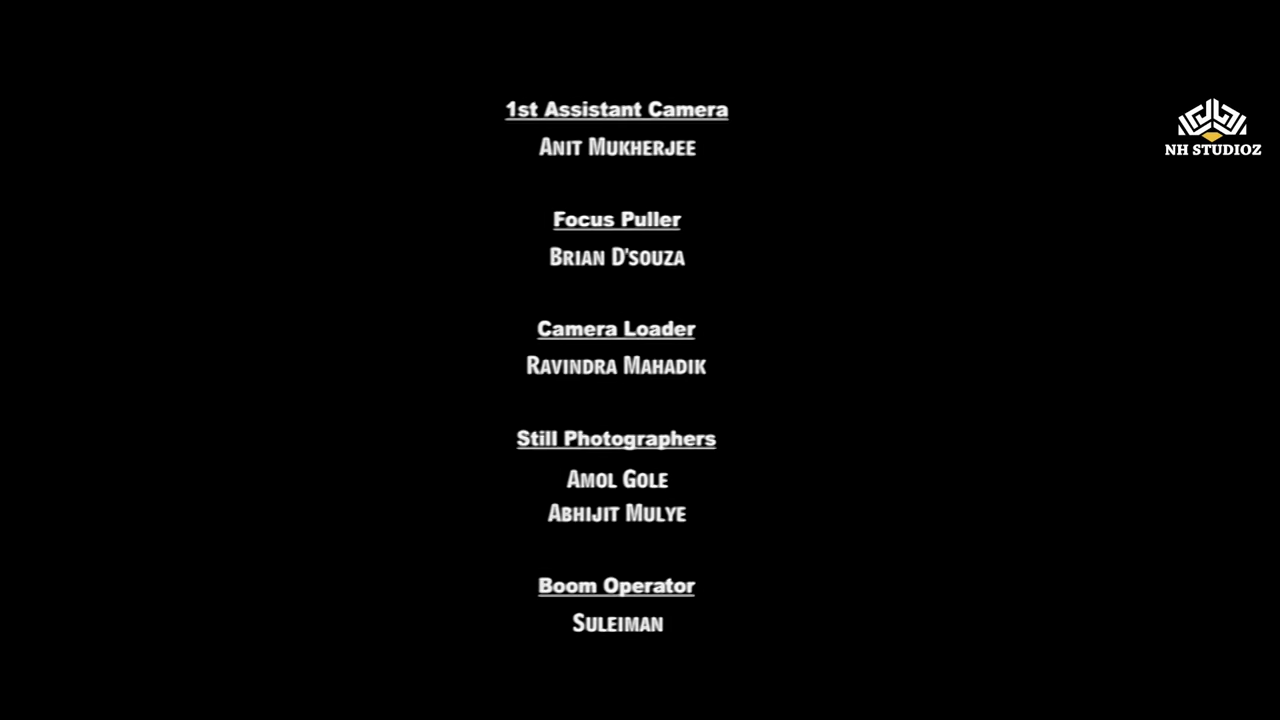 1st Assistant Camera
Anit Mukherjee
Focus Puller
Brian D'souza
Camera Loader
Ravindra Mahadik
Still Photographers
Amol Gole
Abhijit Mulye
Boom Operator
Suleiman
NH STUDIOZ